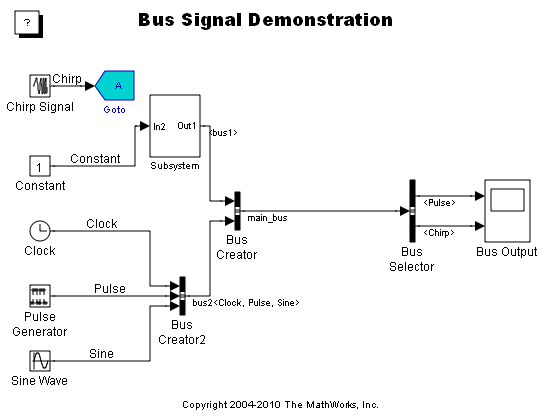 Bus Signal Demonstration
?
Chirp
A
Chirp Signal
Goto
In2
Out1
<bus1>
Constant
1
Subsystem
Constant
<Pulse>
main_bus
<Chirp>
Clock
Bus
Creator
Bus
Selector
Bus Output
Clock
Pulse
bus2<Clock, Pulse, Sine>
Pulse
Generator
Bus
Creator2
Sine
Sine Wave
Copyright 2004-2010 The MathWorks, Inc.